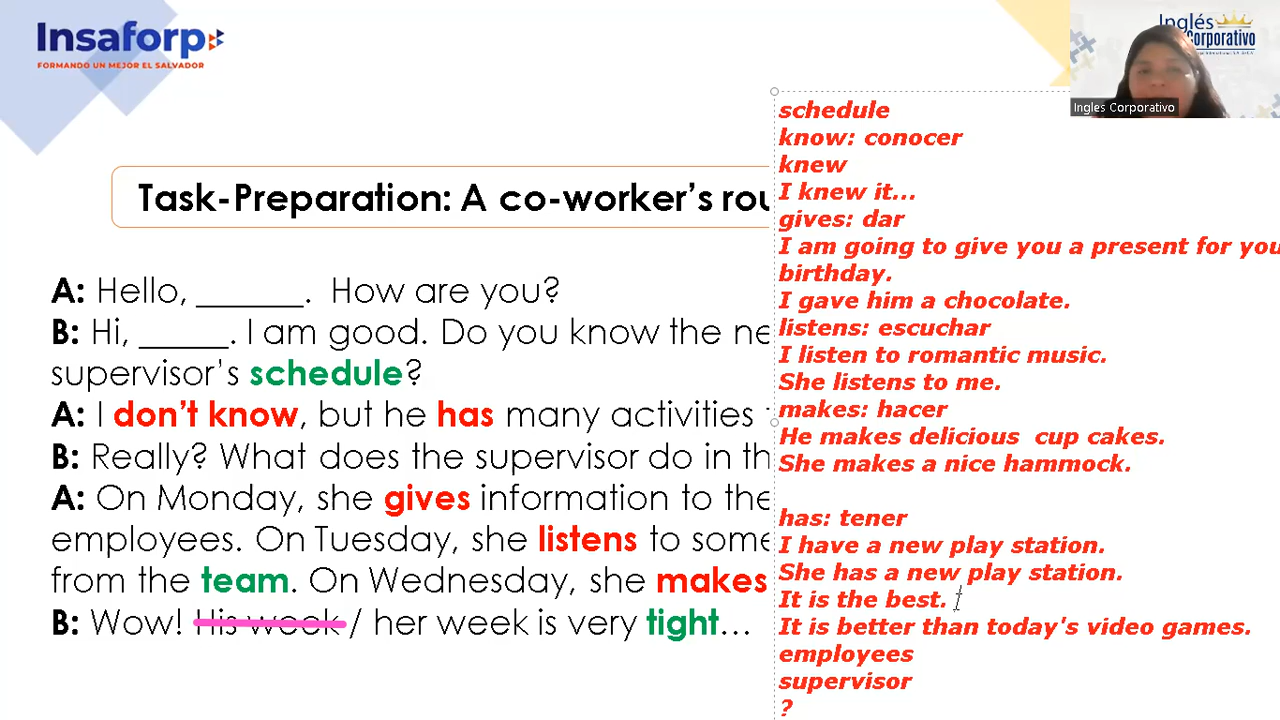 Insaforp
FORMANDO UN MEJOR EL SALVADOR
Inglés
Corporativo
Ingles Corporativo
Task-Preparation: A co-worker's
A: Hello, ______. How are you?
B: Hi, _____. I am good. Do you know the
supervisor's schedule?
A: I don't know, but he has many activities
B: Really? What does the supervisor do in
A: On Monday, she gives information to the
employees. On Tuesday, she listens to some
from the team. On Wednesday, she makes
B: Wow! His week / her week is very tight...
schedule
know: conocer
knew
I knew it...
gives: dar
I am going to give you a present for you
birthday.
I gave him a chocolate.
listens: escuchar
I listen to romantic music.
She listens to me.
makes: hacer
He makes delicious  cup cakes.
She makes a nice hammock.
has: tener
I have a new play station.
She has a new play station.
It is the best.
It is better than today's video games.
employees
supervisor
?